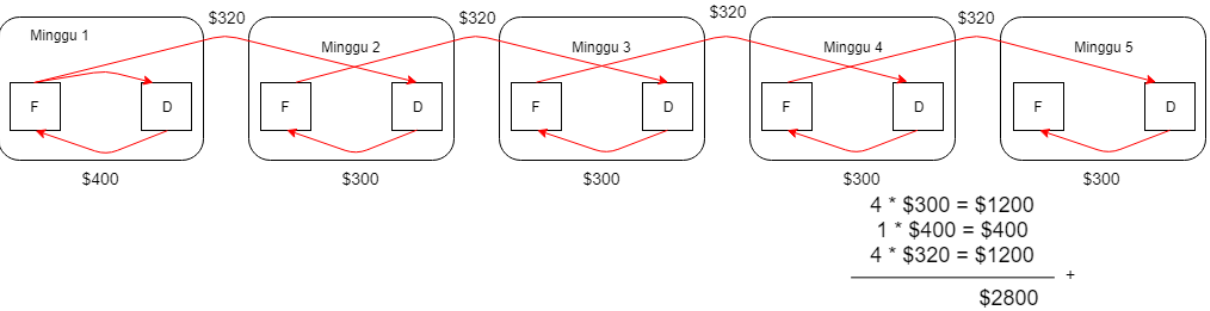 $320
$320
$320
$320
Minggu 1
Minggu 2
Minggu 3
Minggu 4
Minggu 5
F
D
F
D
F
D
F
D
F
D
$400
$300
$300
$300
$300
4 * $300 = $1200
1 * $400 = $400
4 * $320 = $1200
+
$2800